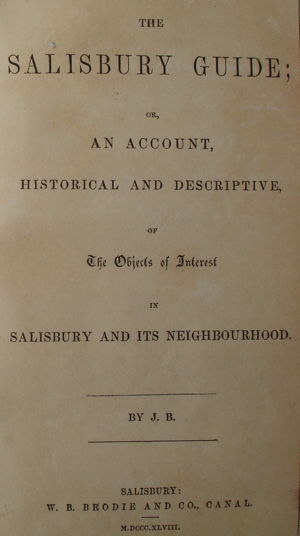 THE
SALISBURY GUIDE;
OR,
AN ACCOUNT,
HISTORICAL AND DESCRIPTIVE,
OF
The Objects of Interest
IN
SALISBURY AND ITS NEIGHBOURHOOD.
BY J. B.
SALISBURY:
W. B. BRODIE AND CO., CANAL.
M.DCCC.XLVIII.